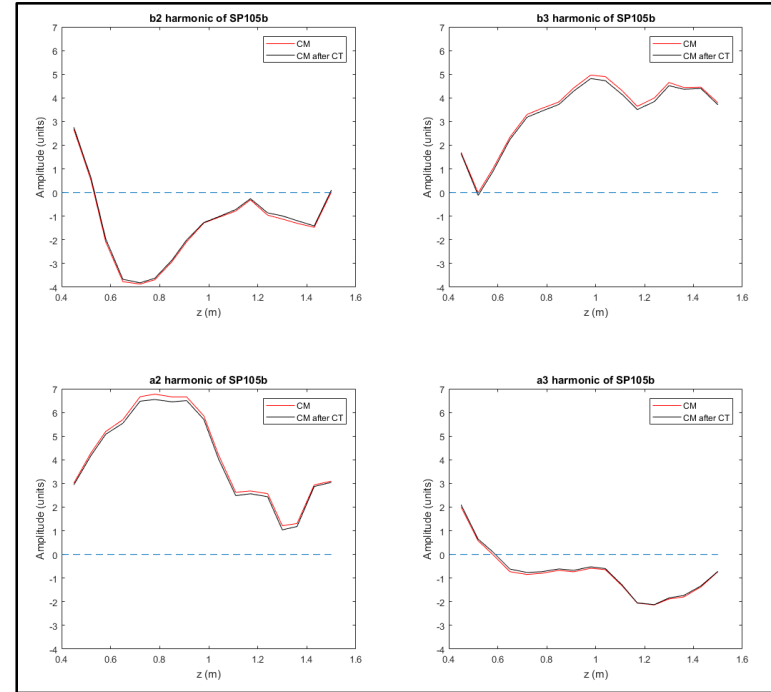 b2 harmonic of SP105b
7
6
5
4
3
2
1
0
-1
-2
-3
-4
Amplitude (units)
CM
CM after CT
0.4 0.6 0.8 1 1.2 1.4 1.6
z (m)
b3 harmonic of SP105b
7
6
5
4
3
2
1
0
-1
-2
-3
-4
Amplitude (units)
CM
CM after CT
0.4 0.6 0.8 1 1.2 1.4 1.6
z (m)
a2 harmonic of SP105b
7
6
5
4
3
2
1
0
-1
-2
-3
-4
Amplitude (units)
CM
CM after CT
0.4 0.6 0.8 1 1.2 1.4 1.6
z (m)
a3 harmonic of SP105b
7
6
5
4
3
2
1
0
-1
-2
-3
-4
Amplitude (units)
CM
CM after CT
0.4 0.6 0.8 1 1.2 1.4 1.6
z (m)